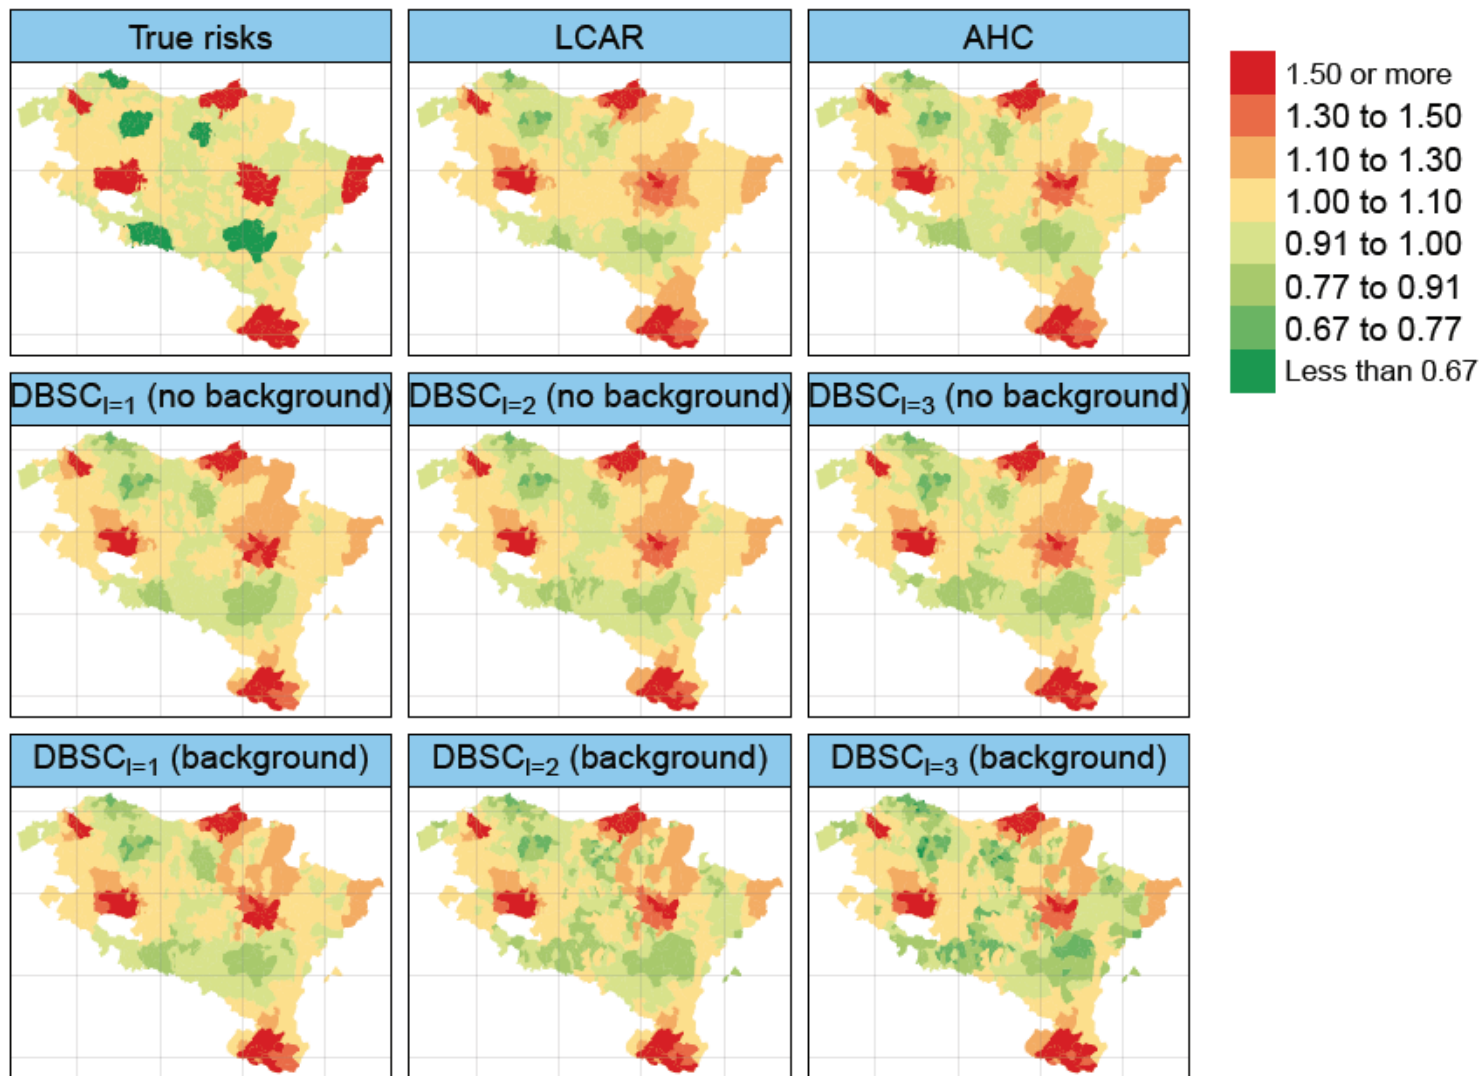 True risks
LCAR
AHC
1.50 or more
1.30 to 1.50
1.10 to 1.30
1.00 to 1.10
0.91 to 1.00
0.77 to 0.91
0.67 to 0.77
Less than 0.67
DBSCl=1 (no background)
DBSCl=2 (no background)
DBSCl=3 (no background)
DBSCl=1 (background)
DBSCl=2 (background)
DBSCl=3 (background)